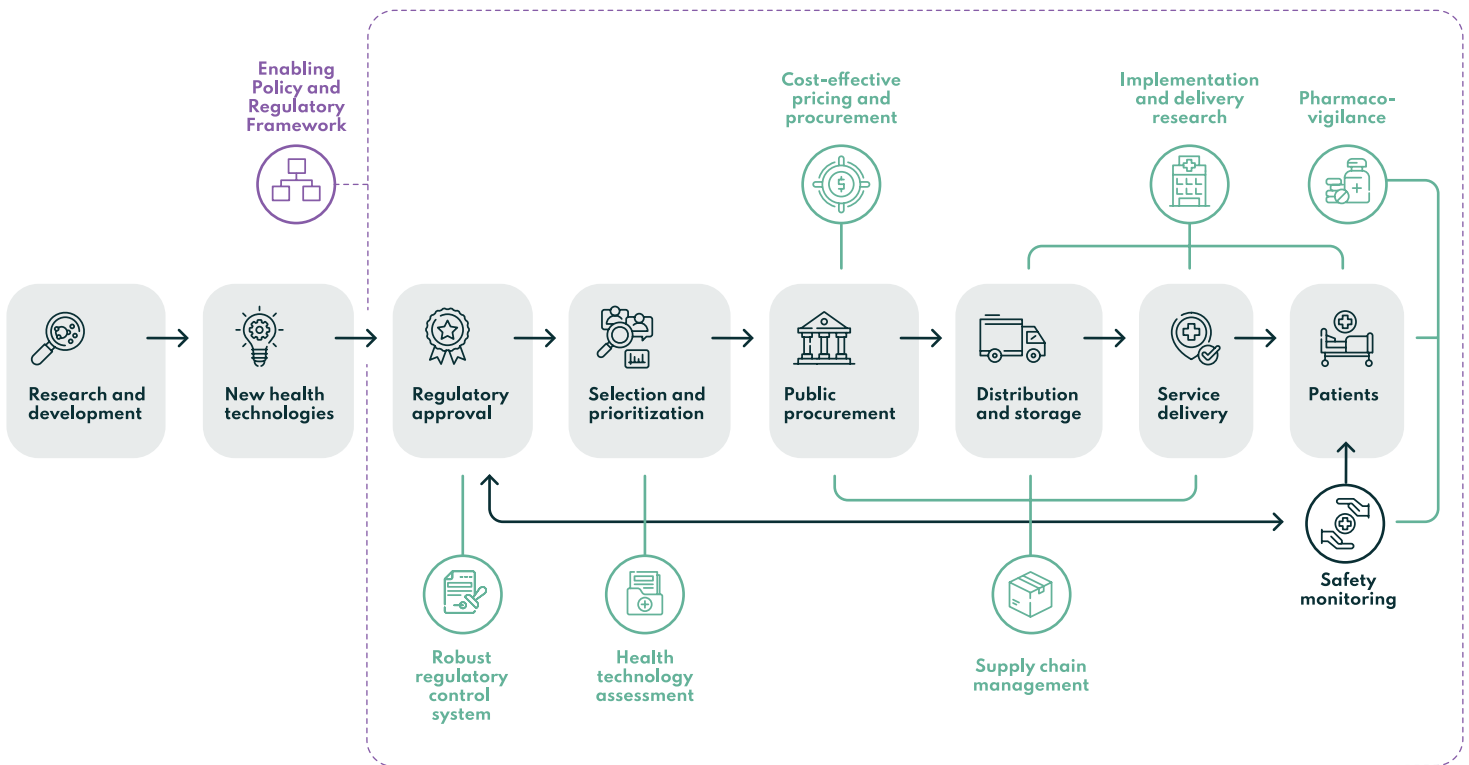 Enabling
Policy and
Regulatory
Framework
Cost-effective
pricing and
procurement
Implementation
and delivery
research
Pharmaco-
vigilance
$
Research and
development
New health
technologies
Regulatory
approval
Selection and
prioritization
Public
procurement
Distribution
and storage
Service
delivery
Patients
Safety
monitoring
Robust
regulatory
control
system
Health
technology
assessment
Supply chain
management